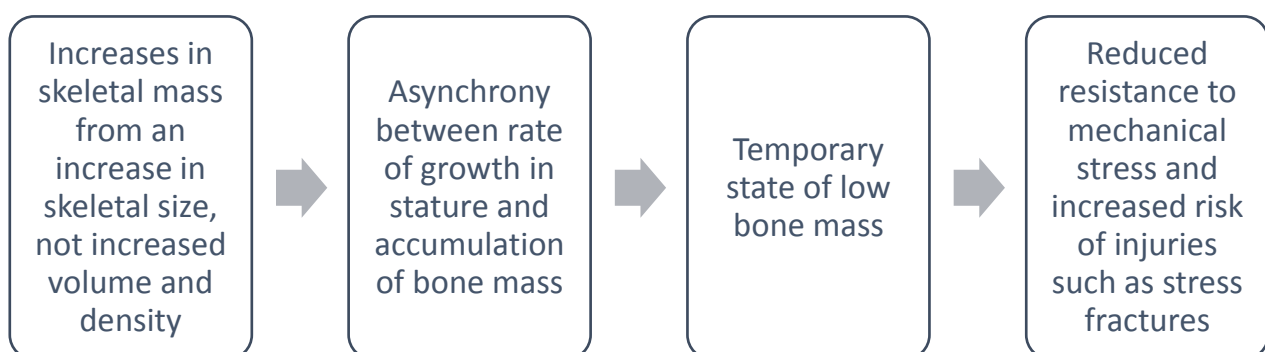 Increases in
skeletal mass
from an
increase in
skeletal size,
not increased
volume and
density
Asynchrony
between rate
of growth in
stature and
accumulation
of bone mass
Temporary
state of low
bone mass
Reduced
resistance to
mechanical
stress and
increased risk
of injuries
such as stress
fractures